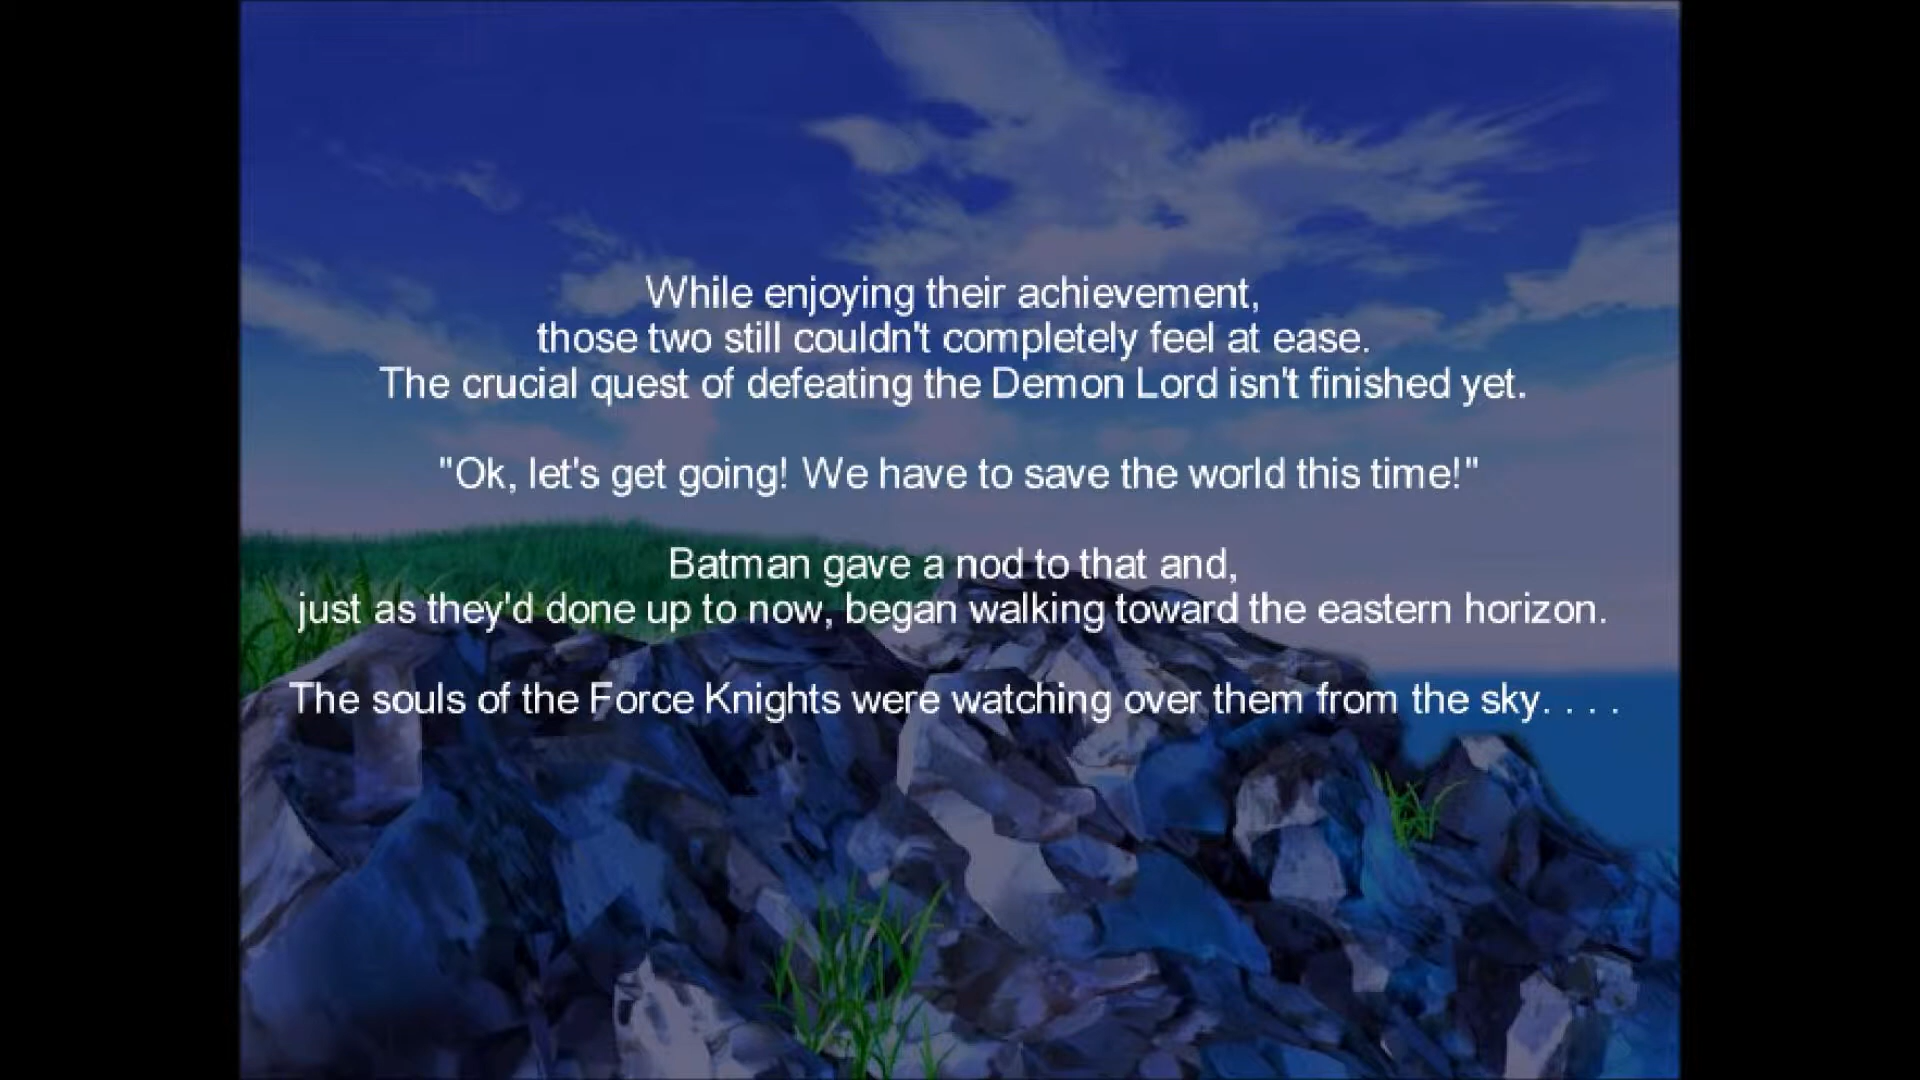 While enjoying their achievement,
those two still couldn't completely feel at ease.
The crucial quest of defeating the Demon Lord isn't finished yet.
"Ok, let's get going! We have to save the world this time!"
Batman gave a nod to that and,
just as they'd done up to now, began walking toward the eastern horizon.
The souls of the Force Knights were watching over them from the sky. . . .